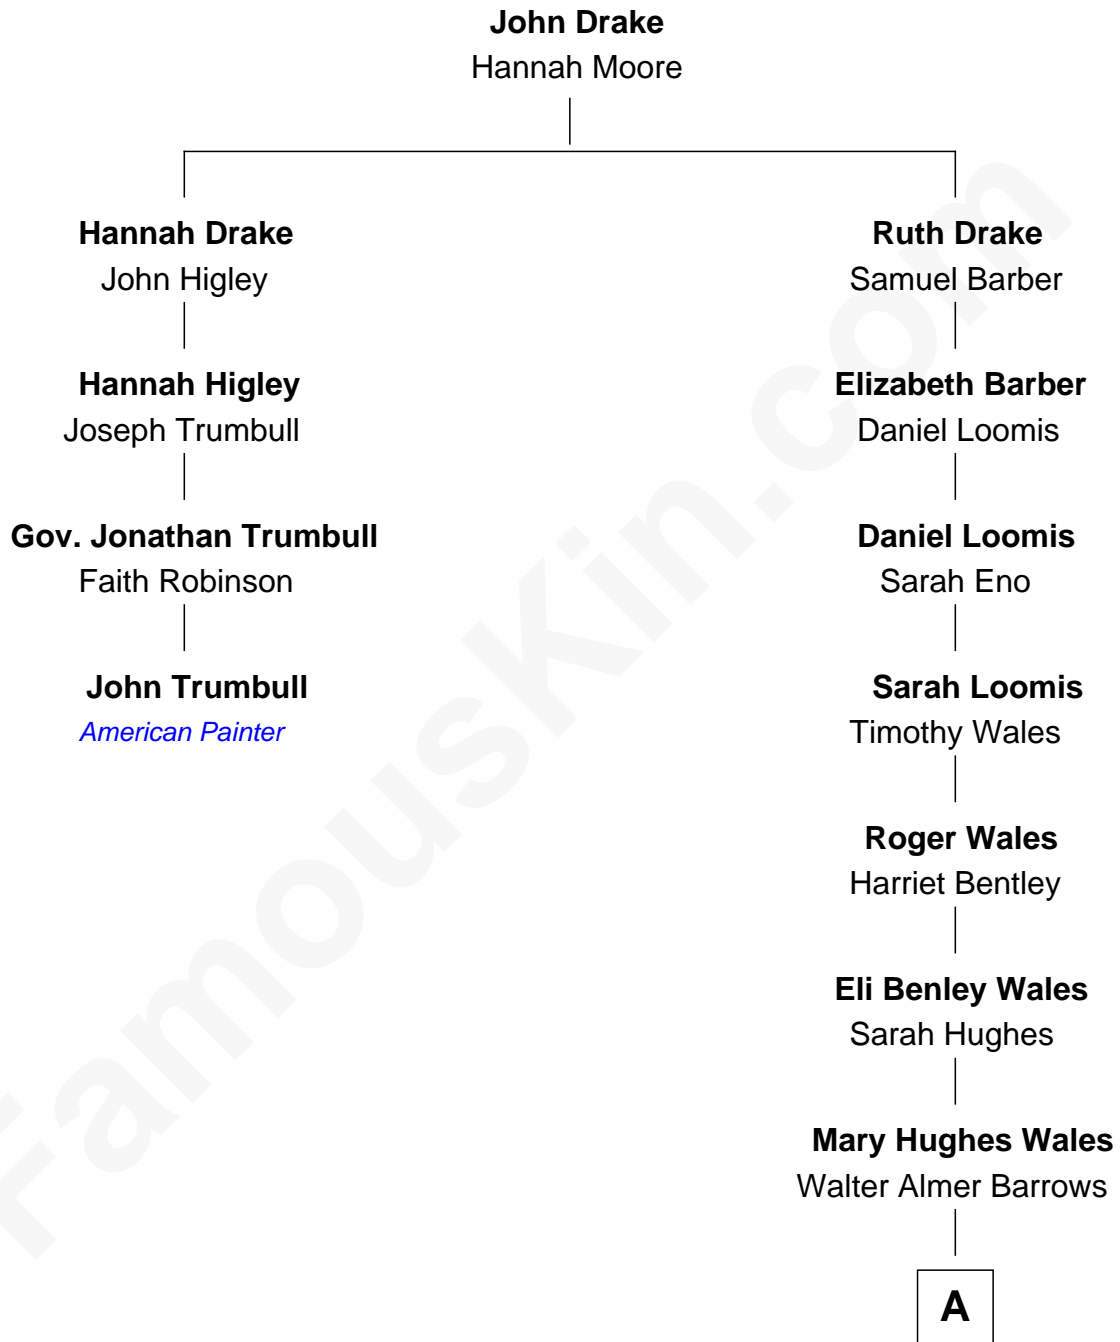 John Drake
Hannah Moore
Hannah Drake
John Higley
Hannah Higley
Joseph Trumbull
Gov. Jonathan Trumbull
Faith Robinson
John Trumbull
American Painter
Ruth Drake
Samuel Barber
Elizabeth Barber
Daniel Loomis
Daniel Loomis
Sarah Eno
Sarah Loomis
Timothy Wales
Roger Wales
Harriet Bentley
Eli Benley Wales
Sarah Hughes
Mary Hughes Wales
Walter Almer Barrows
A
FamousKin.com